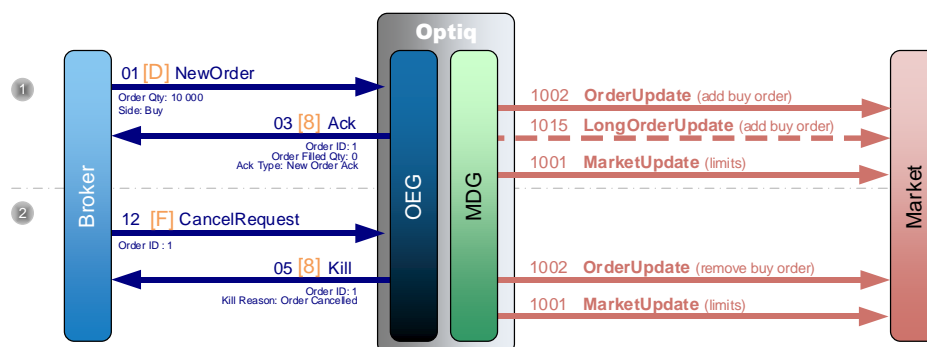 Optiq
1
01 [D] NewOrder
Order Qty: 10 000
Side: Buy
1002 OrderUpdate (add buy order)
03 [8] Ack
Order ID: 1
Order Filled Qty: 0
Ack Type: New Order Ack
1015 LongOrderUpdate (add buy order)
1001 MarketUpdate (limits)
Broker
OEG
MDG
Market
2
12 [F] CancelRequest
Order ID : 1
05 [8] Kill
Order ID: 1
Kill Reason: Order Cancelled
1002 OrderUpdate (remove buy order)
1001 MarketUpdate (limits)